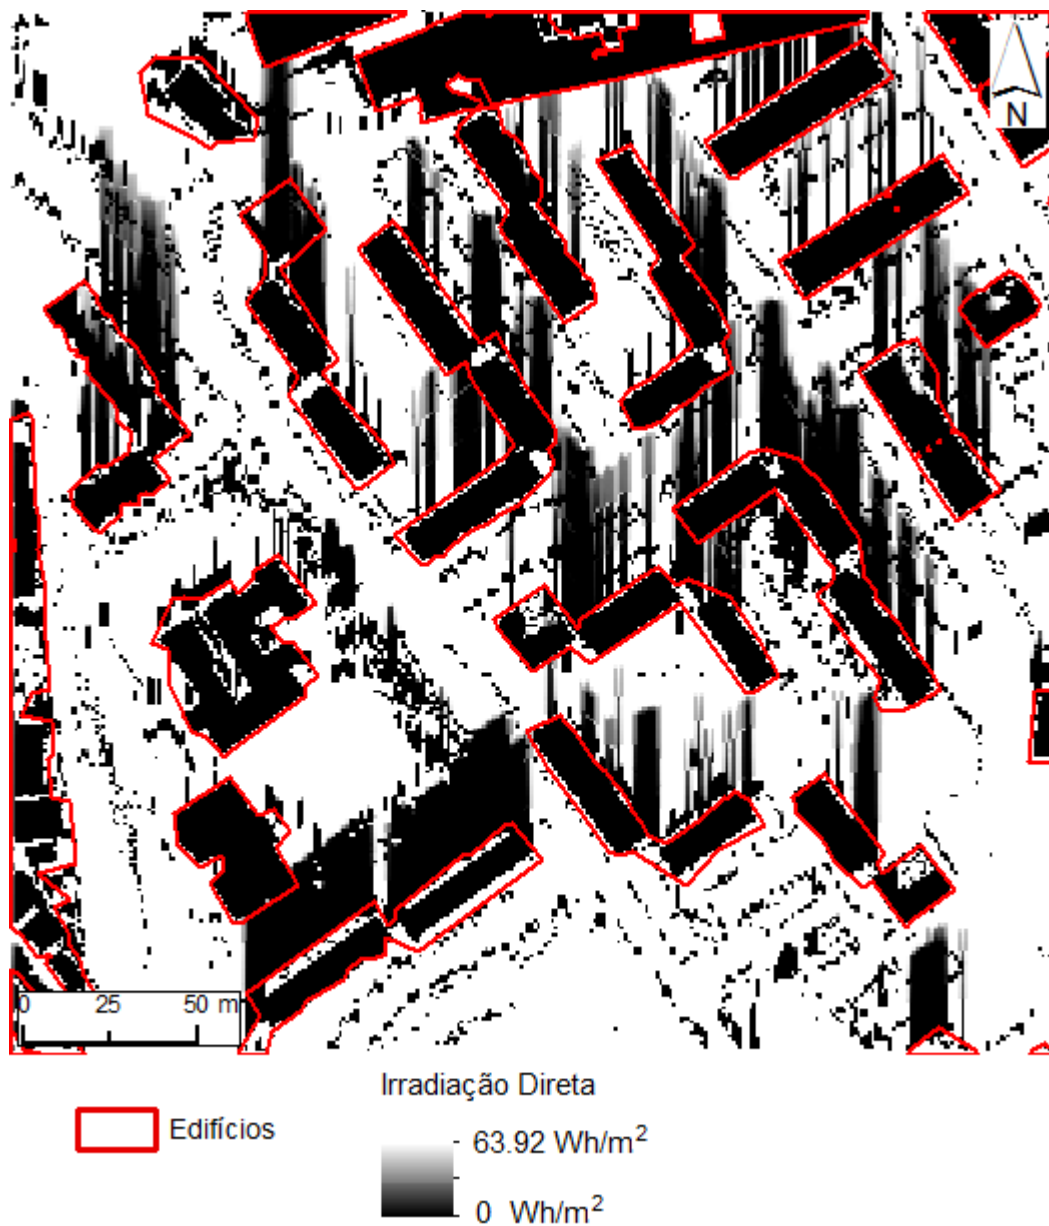 N
0 25 50 m
Irradiação Direta
Edifícios
63.92 Wh/m²
0 Wh/m²